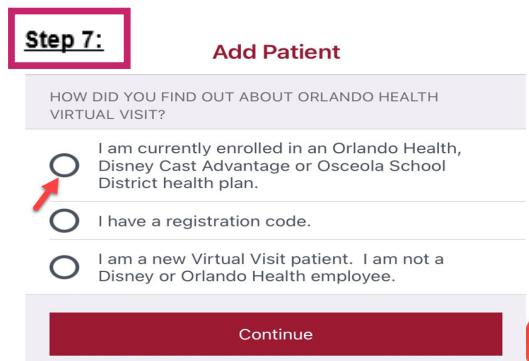 Step 7:
Add Patient
HOW DID YOU FIND OUT ABOUT ORLANDO HEALTH
VIRTUAL VISIT?
I am currently enrolled in an Orlando Health,
Disney Cast Advantage or Osceola School
District health plan.
I have a registration code.
I am a new Virtual Visit patient.  I am not a
Disney or Orlando Health employee.
Continue